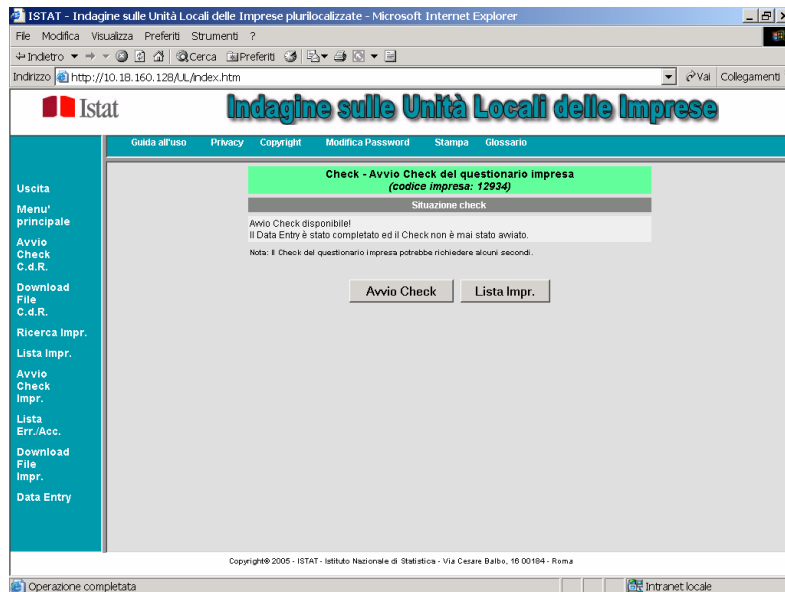 ISTAT - Indagine sulle Unità Locali delle Imprese plurilocalizzate - Microsoft Internet Explorer
File Modifica Visualizza Preferiti Strumenti ?
Indietro Cerca Preferiti
Indirizzo http://10.18.160.128/UL/index.htm Vai Collegamenti
Istat
Indagine sulle Unità Locali delle Imprese
Guida all'uso Privacy Copyright Modifica Password Stampa Glossario
Uscita
Menu'
principale
Avvio
Check
C.d.R.
Download
File
C.d.R.
Ricerca Impr.
Lista Impr.
Avvio
Check
Impr.
Lista
Err./Acc.
Download
File
Impr.
Data Entry
Check - Avvio Check del questionario impresa
(codice impresa: 12934)
Situazione check
Avvio Check disponibile!
Il Data Entry è stato completato ed il Check non è mai stato avviato.
Nota: Il Check del questionario impresa potrebbe richiedere alcuni secondi.
Avvio Check Lista Impr.
Copyright® 2005 - ISTAT - Istituto Nazionale di Statistica - Via Cesare Balbo, 16 00184 - Roma
Operazione completata Intranet locale